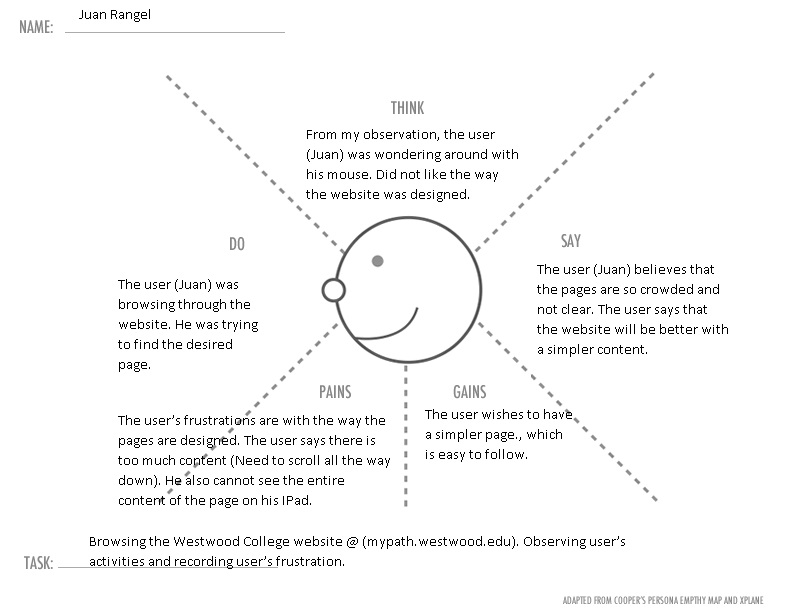 NAME: Juan Rangel
THINK
From my observation, the user
(Juan) was wondering around with
his mouse. Did not like the way
the website was designed.
DO
The user (Juan) was
browsing through the
website. He was trying
to find the desired
page.
SAY
The user (Juan) believes that
the pages are so crowded and
not clear. The user says that
the website will be better with
a simpler content.
PAINS
The user’s frustrations are with the way the
pages are designed. The user says there is
too much content (Need to scroll all the way
down). He also cannot see the entire
content of the page on his IPad.
GAINS
The user wishes to have
a simpler page., which
is easy to follow.
Browsing the Westwood College website @ (mypath.westwood.edu). Observing user’s
TASK: activities and recording user’s frustration.
ADAPTED FROM COOPER'S PERSONA EMPTHY MAP AND XPLANE